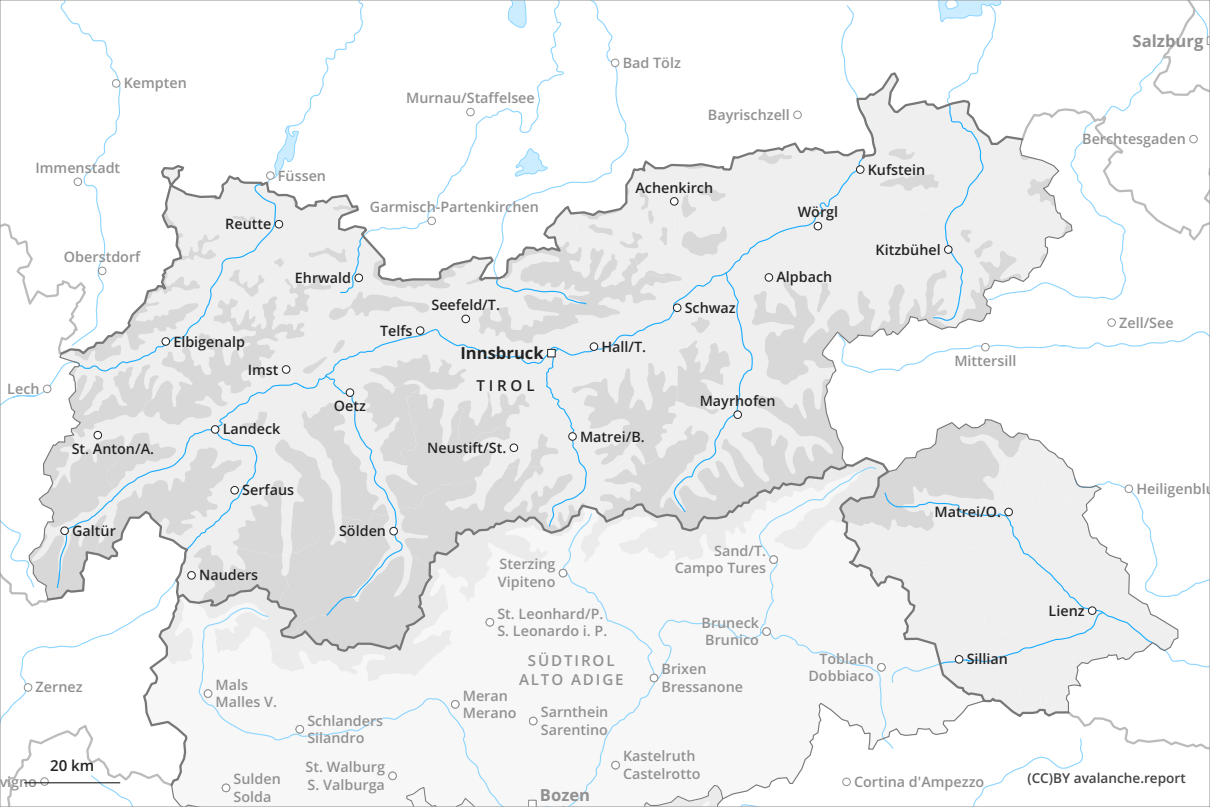 Salzburg
Kempten
Bad Tölz
Murnau/Staffelsee
Bayrischzell
Berchtesgaden
Immenstadt
Füssen
Kufstein
Achenkirch
Garmisch-Partenkirchen
Wörgl
Reutte
Kitzbühel
Oberstdorf
Ehrwald
Alpbach
Seefeld/T.
Schwaz
Telfs
Zell/See
Elbigenalp
Innsbruck
Hall/T.
Mittersill
Imst
TIROL
Lech
Oetz
Mayrhofen
Landeck
Matrei/B.
St. Anton/A.
Neustift/St.
Serfaus
Heiligenblu
Matrei/O.
Galtür
Sölden
Sand/T.
Campo Tures
Sterzing
Vipiteno
Nauders
St. Leonhard/P.
S. Leonardo i. P.
Lienz
Bruneck
Brunico
SÜDTIROL
ALTO ADIGE
Toblach
Dobbiaco
Sillian
Brixen
Bressanone
Zernez
Mals
Malles V.
Meran
Merano
Sarnthein
Sarentino
Schlanders
Silandro
Kastelruth
Castelrotto
20 km
St. Walburg
S. Valburga
vigno
Sulden
Solda
Cortina d'Ampezzo
(CC)BY avalanche.report
Bozen